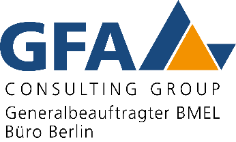 GFA
CONSULTING GROUP
Generalbeauftragter BMEL
Büro Berlin